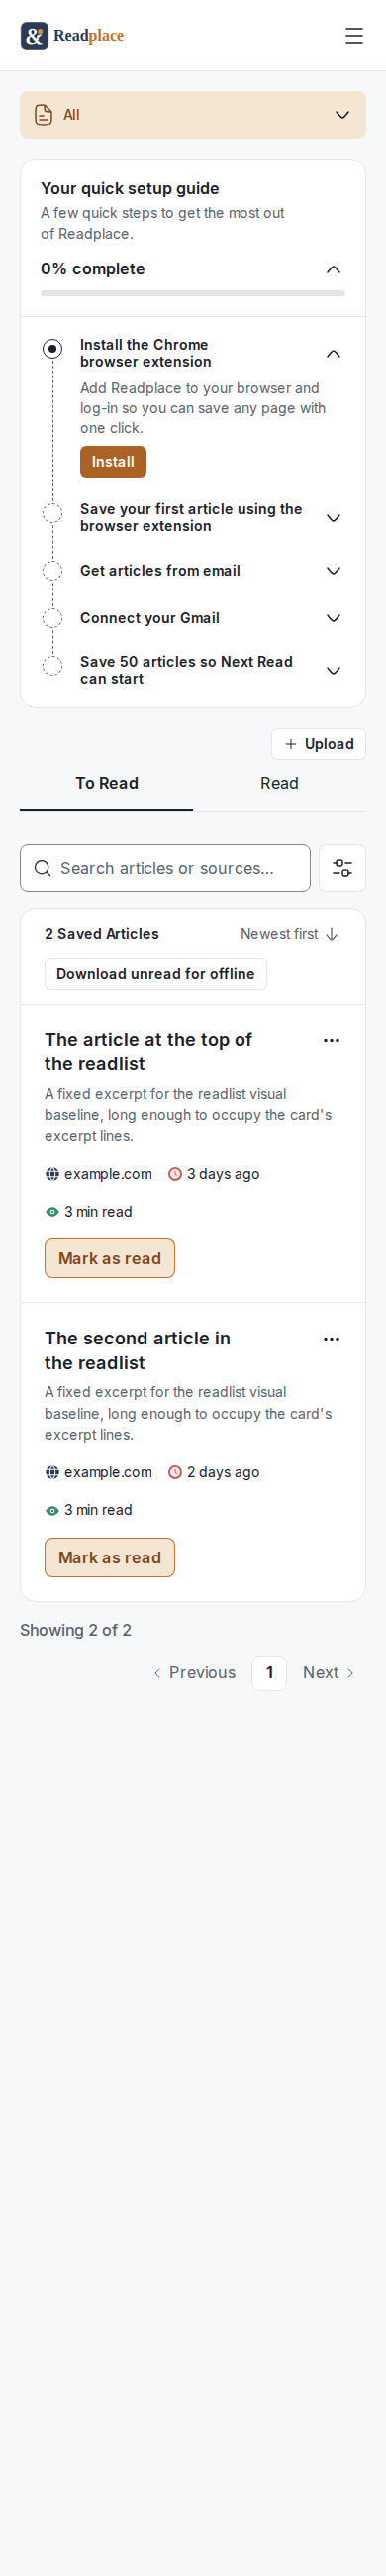 & Readplace
All
Your quick setup guide
A few quick steps to get the most out
of Readplace.
0% complete
Install the Chrome
browser extension
Add Readplace to your browser and
log-in so you can save any page with
one click.
Install
Save your first article using the
browser extension
Get articles from email
Connect your Gmail
Save 50 articles so Next Read
can start
+ Upload
To Read
Read
Search articles or sources...
2 Saved Articles
Newest first ↓
Download unread for offline
The article at the top of
the readlist
A fixed excerpt for the readlist visual
baseline, long enough to occupy the card's
excerpt lines.
example.com 3 days ago
3 min read
Mark as read
The second article in
the readlist
A fixed excerpt for the readlist visual
baseline, long enough to occupy the card's
excerpt lines.
example.com 2 days ago
3 min read
Mark as read
Showing 2 of 2
Previous 1 Next